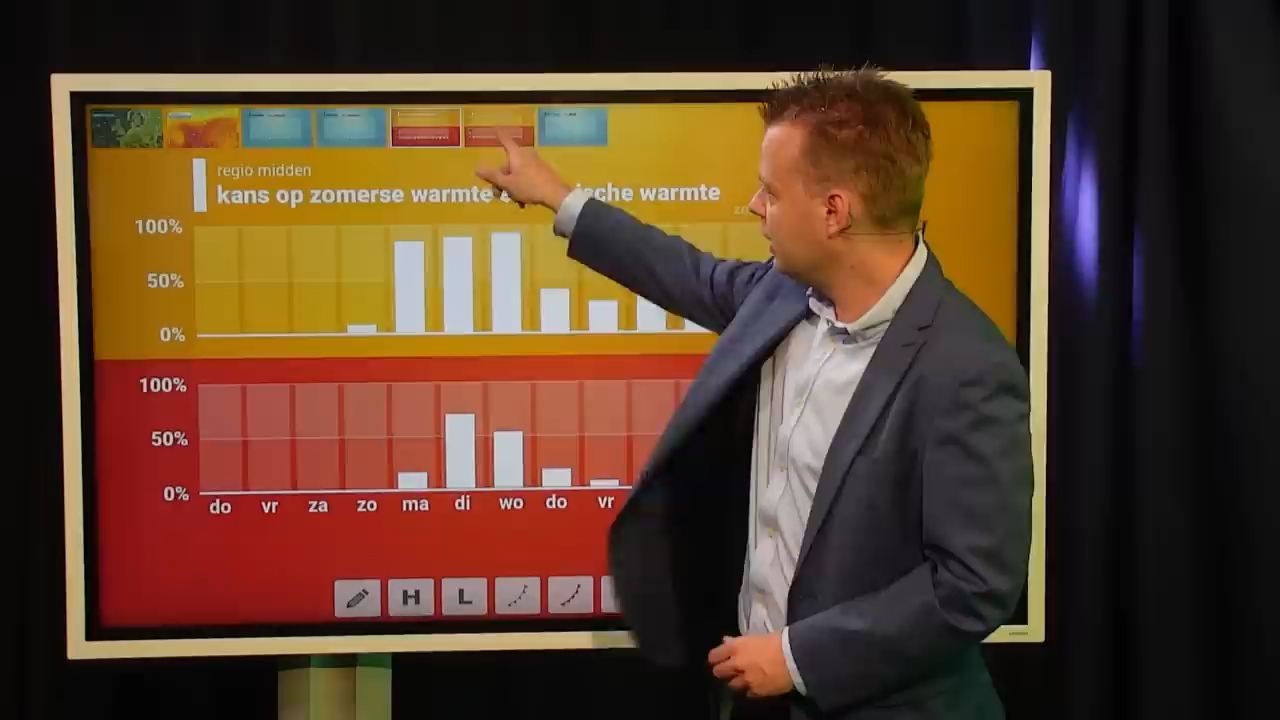 regio midden
kans op zomerse warmte & ische warmte
100%
50%
0%
100%
50%
0%
do vr za zo ma di wo do vr
H L